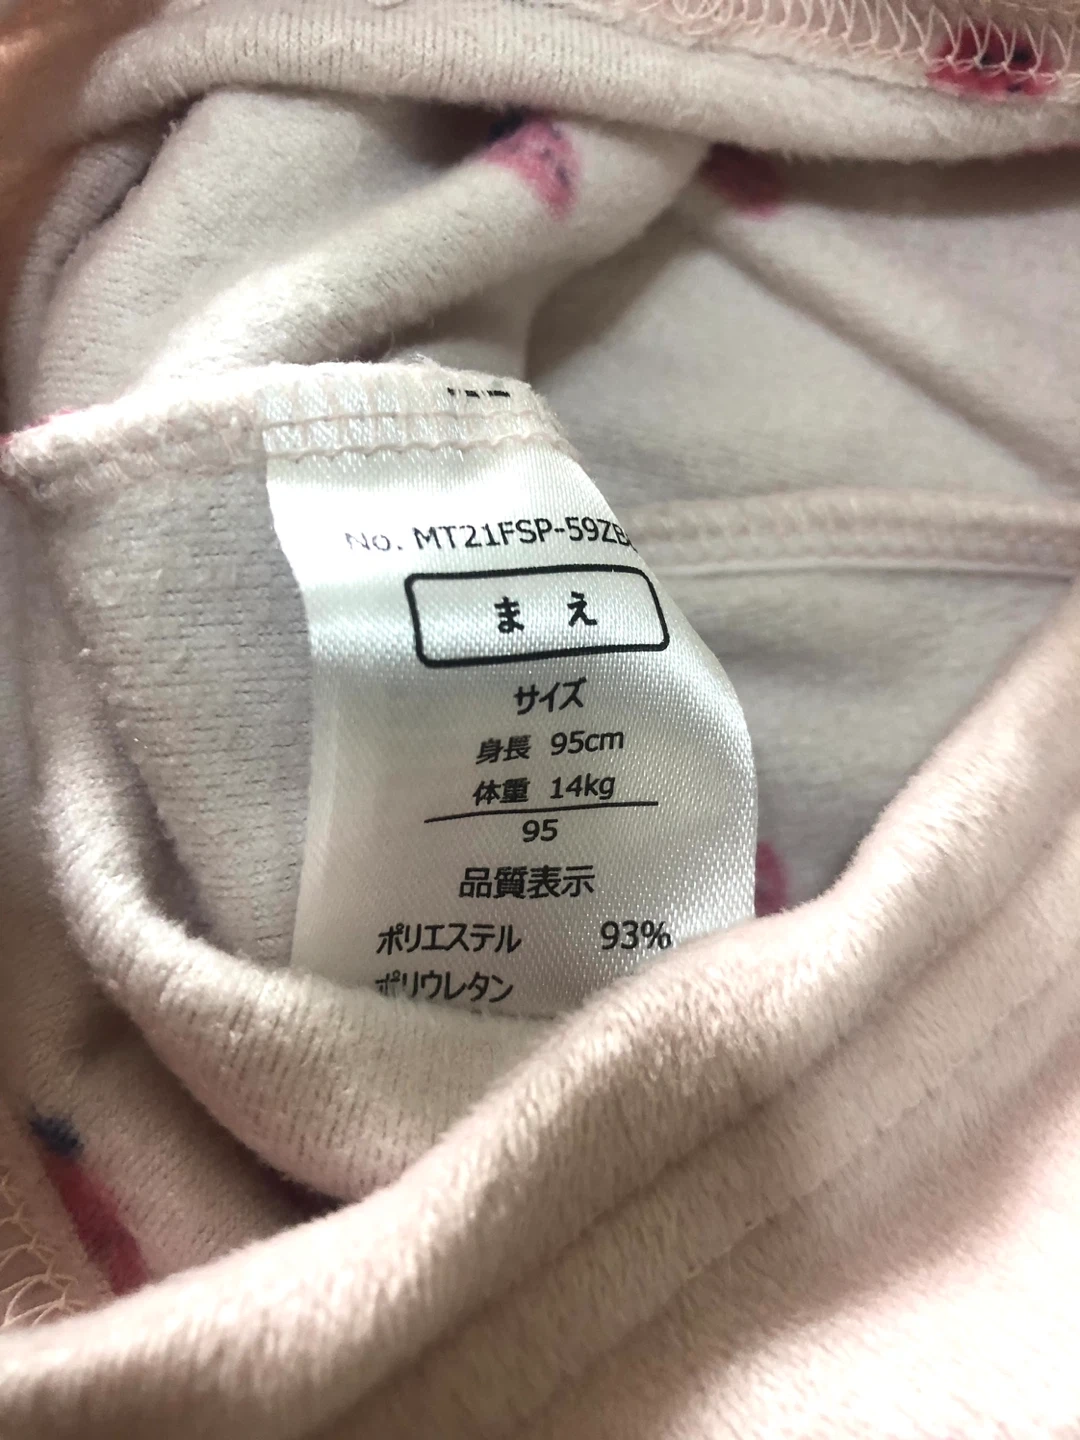 No. MT21FSP-59ZB
まえ
サイズ
身長 95cm
体重 14kg
95
品質表示
ポリエステル 93%
ポリウレタン